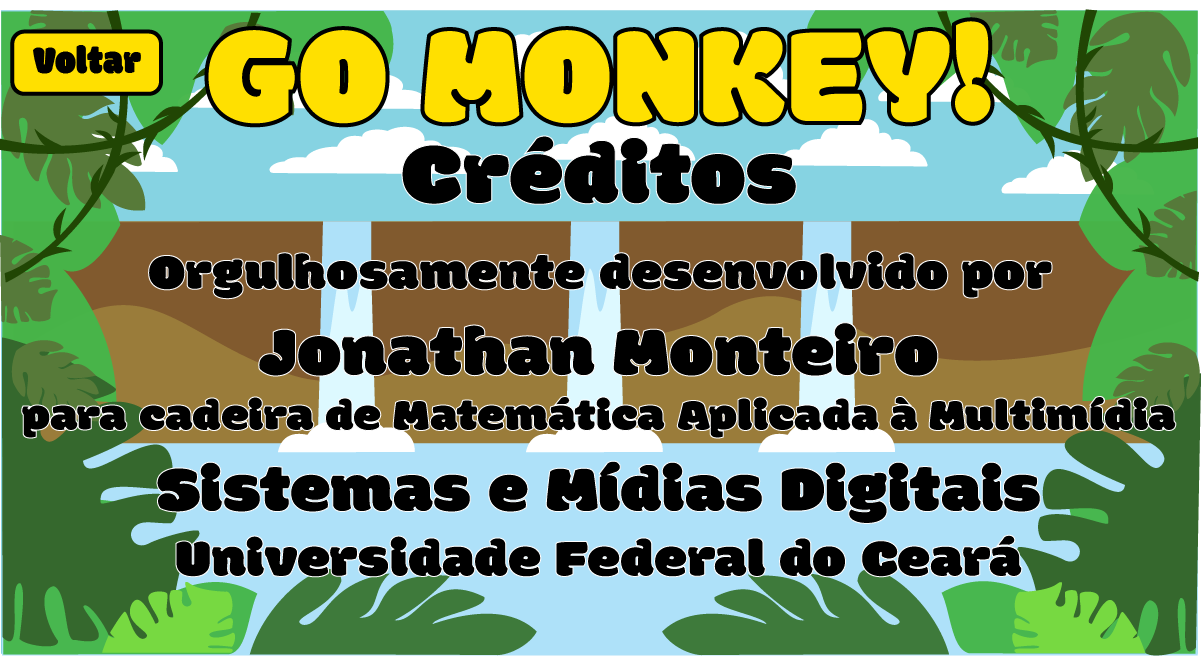 Voltar
GO MONKEY!
Créditos
Orgulhosamente desenvolvido por
Jonathan Monteiro
para cadeira de Matemática Aplicada à Multimídia
Sistemas e Mídias Digitais
Universidade Federal do Ceará